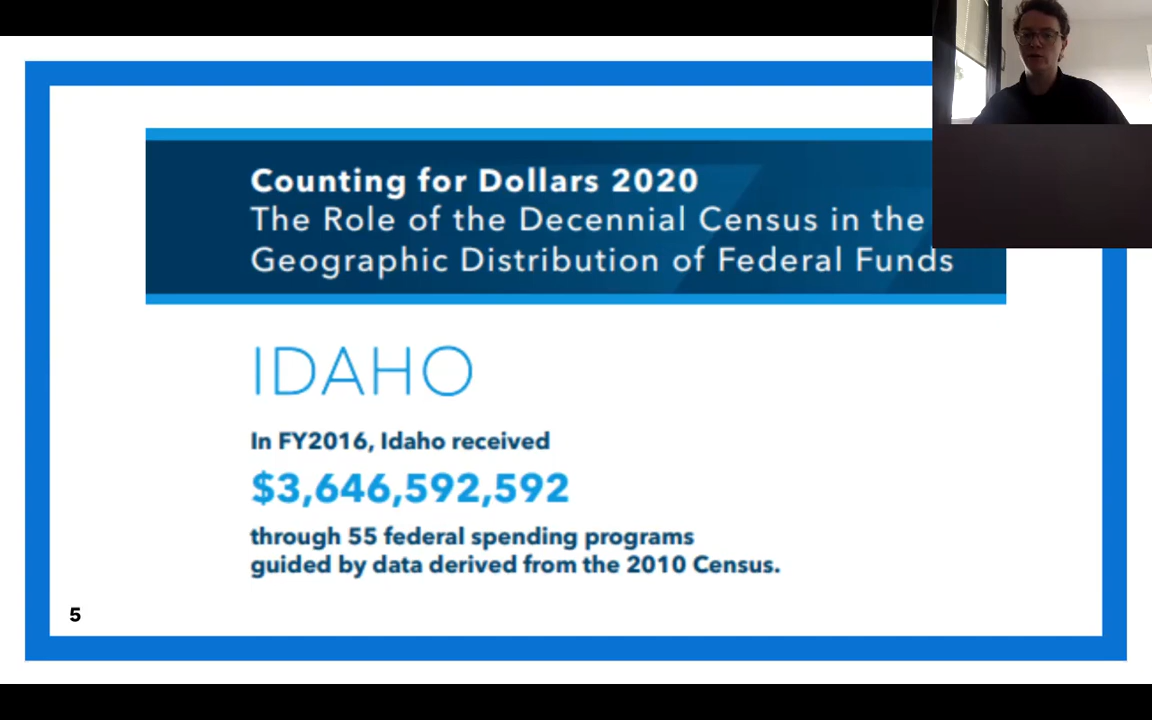 Counting for Dollars 2020
The Role of the Decennial Census in the
Geographic Distribution of Federal Funds
IDAHO
In FY2016, Idaho received
$3,646,592,592
through 55 federal spending programs
guided by data derived from the 2010 Census.
5